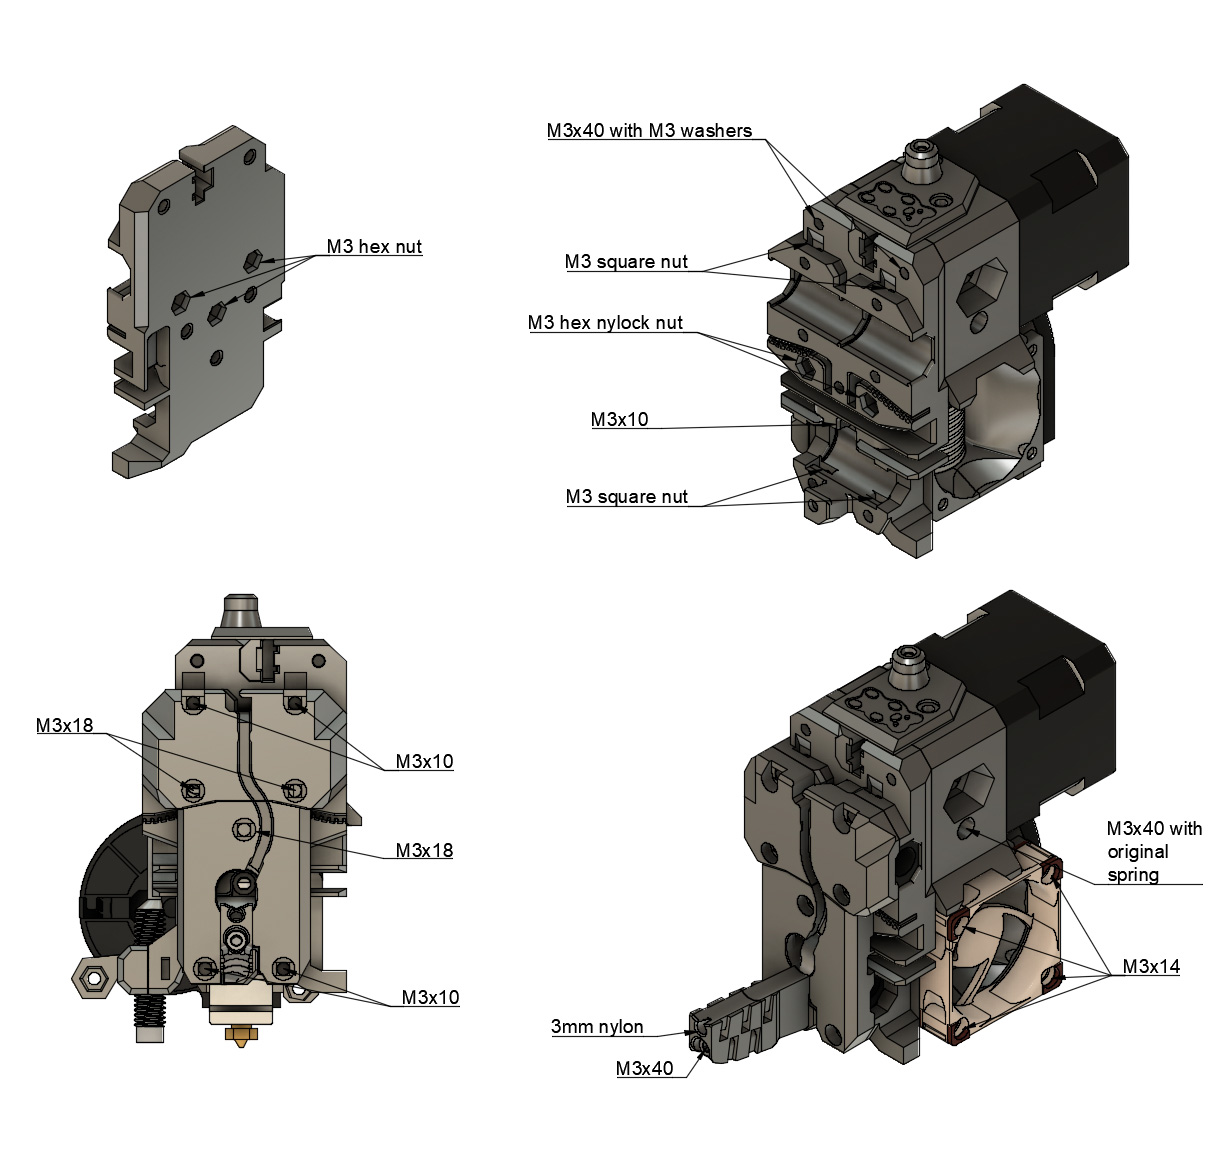 M3x40 with M3 washers
M3 hex nut
M3 square nut
M3 hex nylock nut
M3x10
M3 square nut
M3x18
M3x10
M3x18
M3x10
M3x40 with
original
spring
M3x14
3mm nylon
M3x40